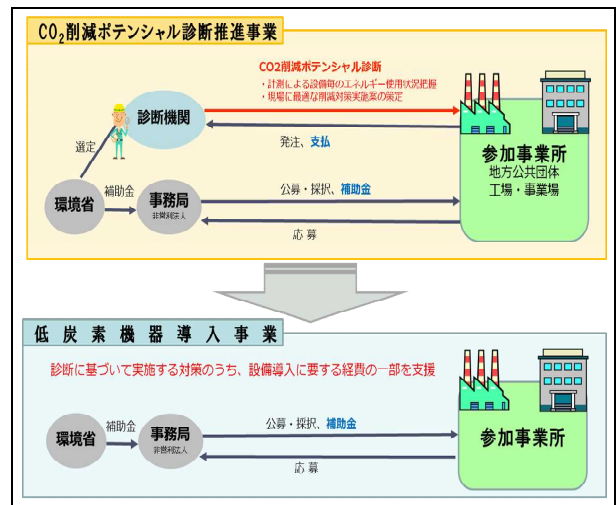 CO₂削減ポテンシャル診断推進事業
CO2削減ポテンシャル診断
・計測による設備毎のエネルギー使用状況把握
・現場に最適な削減対策実施案の策定
診断機関
発注、支払
選定
参加事業所
地方公共団体
工場・事業場
環境省
補助金
事務局
非営利法人
公募・採択、補助金
応募
低炭素機器導入事業
診断に基づいて実施する対策のうち、設備導入に要する経費の一部を支援
環境省
補助金
事務局
非営利法人
公募・採択、補助金
応募
参加事業所